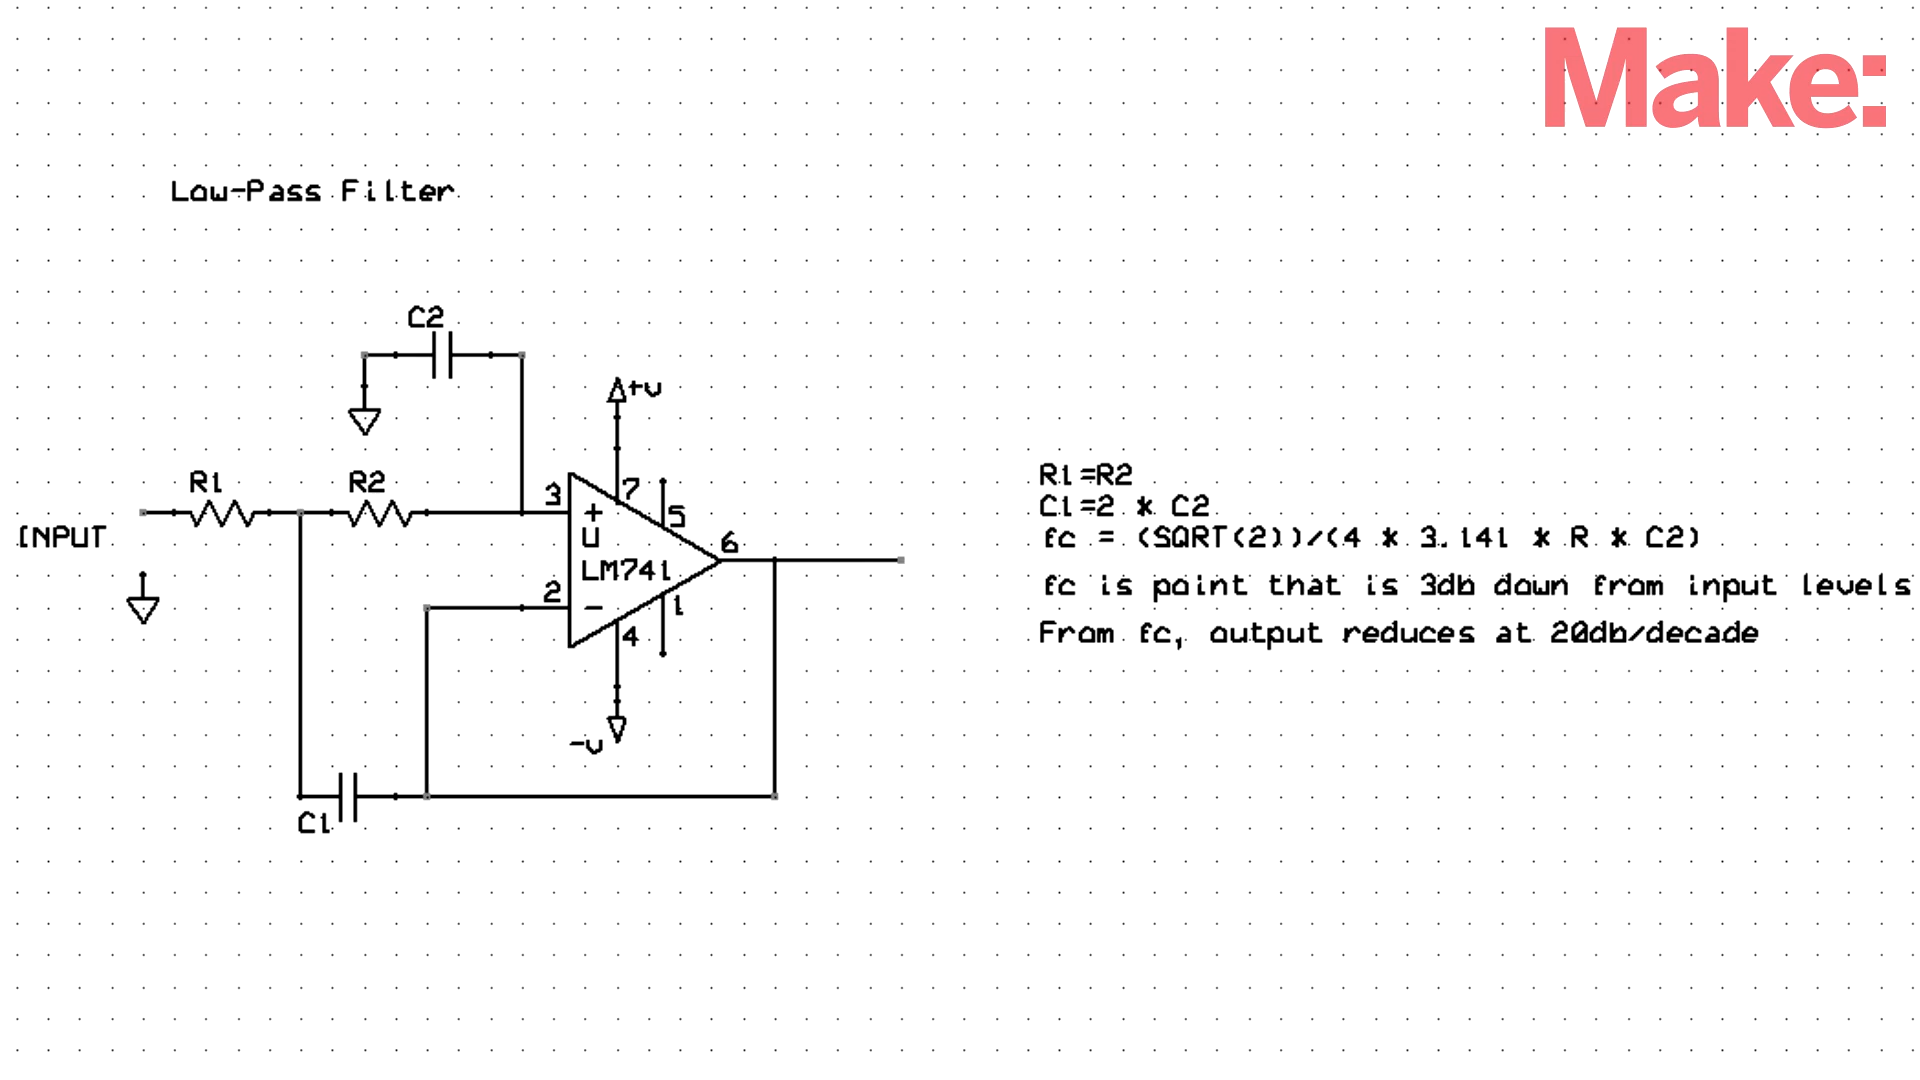 Make:
Low-Pass Filter
C2
+v
R1
R2
3
7
5
+
U
INPUT
6
LM741
2
-
1
4
-v
C1
R1=R2
C1=2 * C2
fc = (SQRT(2))/(4 * 3.141 * R * C2)
fc is point that is 3db down from input levels
From fc, output reduces at 20db/decade